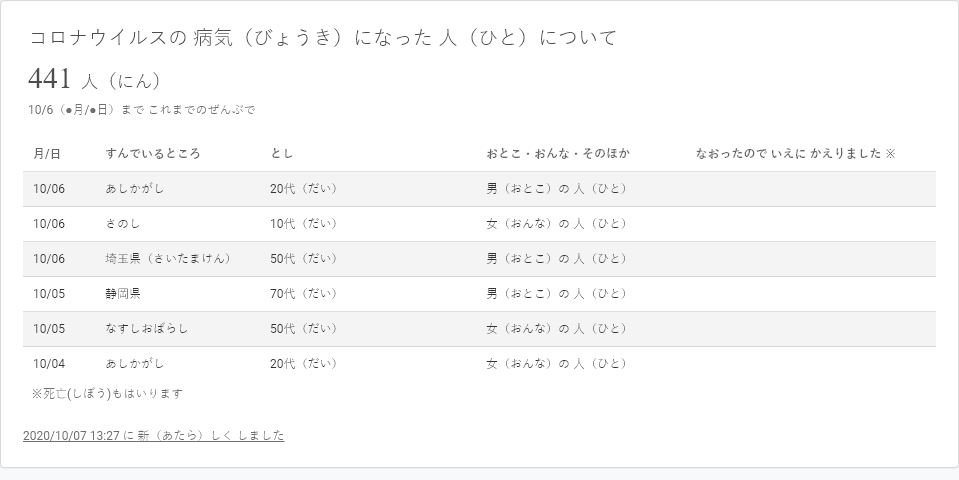 コロナウイルスの 病気（びょうき）になった 人（ひと）について
441 人（にん）
10/6（●月/●日）まで これまでのぜんぶで
月/日 すんでいるところ とし おとこ・おんな・そのほか なおったので いえに かえりました ※
10/06 あしかがし 20代（だい） 男（おとこ）の 人（ひと）
10/06 さのし 10代（だい） 女（おんな）の 人（ひと）
10/06 埼玉県（さいたまけん） 50代（だい） 男（おとこ）の 人（ひと）
10/05 静岡県 70代（だい） 男（おとこ）の 人（ひと）
10/05 なすしおばらし 50代（だい） 女（おんな）の 人（ひと）
10/04 あしかがし 20代（だい） 女（おんな）の 人（ひと）
※死亡(しぼう)もはいります
2020/10/07 13:27 に 新（あたら）しく しました